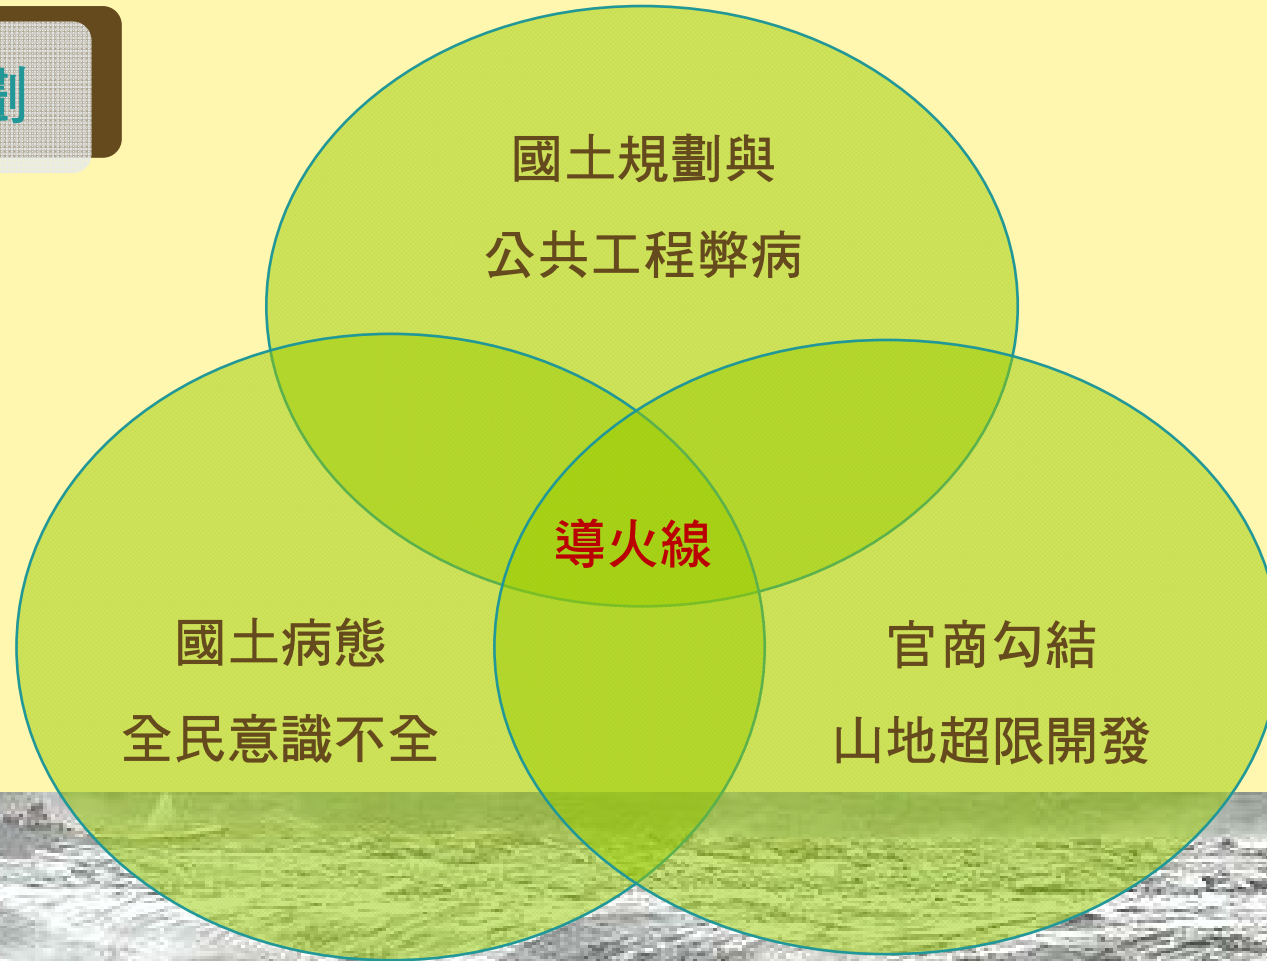 劃
國土規劃與
公共工程弊病
導火線
國土病態
全民意識不全
官商勾結
山地超限開發